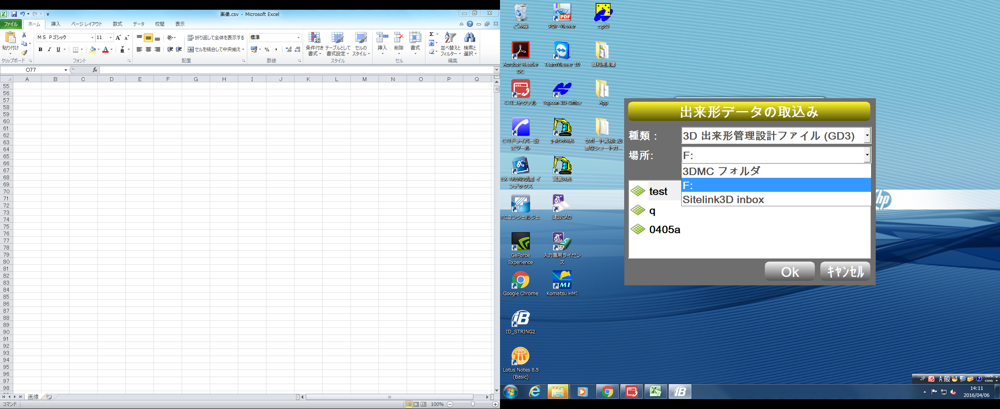 画像.csv - Microsoft Excel
ファイル ホーム 挿入 ページ レイアウト 数式 データ 校閲 表示
貼り付け
クリップボード
ＭＳ Ｐゴシック 11
B I U
フォント
折り返して全体を表示する
セルを結合して中央揃え
配置
標準
数値
条件付き書式
テーブルとして書式設定
セルのスタイル
スタイル
挿入 削除 書式
セル
並べ替えとフィルター
検索と選択
編集
O77
fx
A B C D E F G H I J K L M N O P Q
55
56
57
58
59
60
61
62
63
64
65
66
67
68
69
70
71
72
73
74
75
76
77
78
79
80
81
82
83
84
85
86
87
88
89
90
91
92
93
94
95
96
97
98
画像
コマンド
100%
ごみ箱
PDF-Viewer
z.pt3
Acrobat Reader DC
TeamViewer 10
資料用画像
CTIコネクテル
Topcon 3D-Office
App
CTIドライバー設定ツール
ｺｰﾙｾﾝﾀｼｽﾃﾑ
サポート業務に必要なショートカ...
EX-TREND武蔵 インデックス
営業ｼｽﾃﾑ
FCコンシェルジュ
建設CAD
GeForce Experience
入力専用ライセンス
Google Chrome
Komatsu HMI
ID_STRING2
Lotus Notes 8.5 (Basic)
出来形データの取込み
種類 : 3D 出来形管理設計ファイル (GD3)
場所: F:
3DMC フォルダ
F:
Sitelink3D inbox
test
q
0405a
Ok ｷｬﾝｾﾙ
hp
JP A 般 CAPS KANA
14:11
2016/04/06